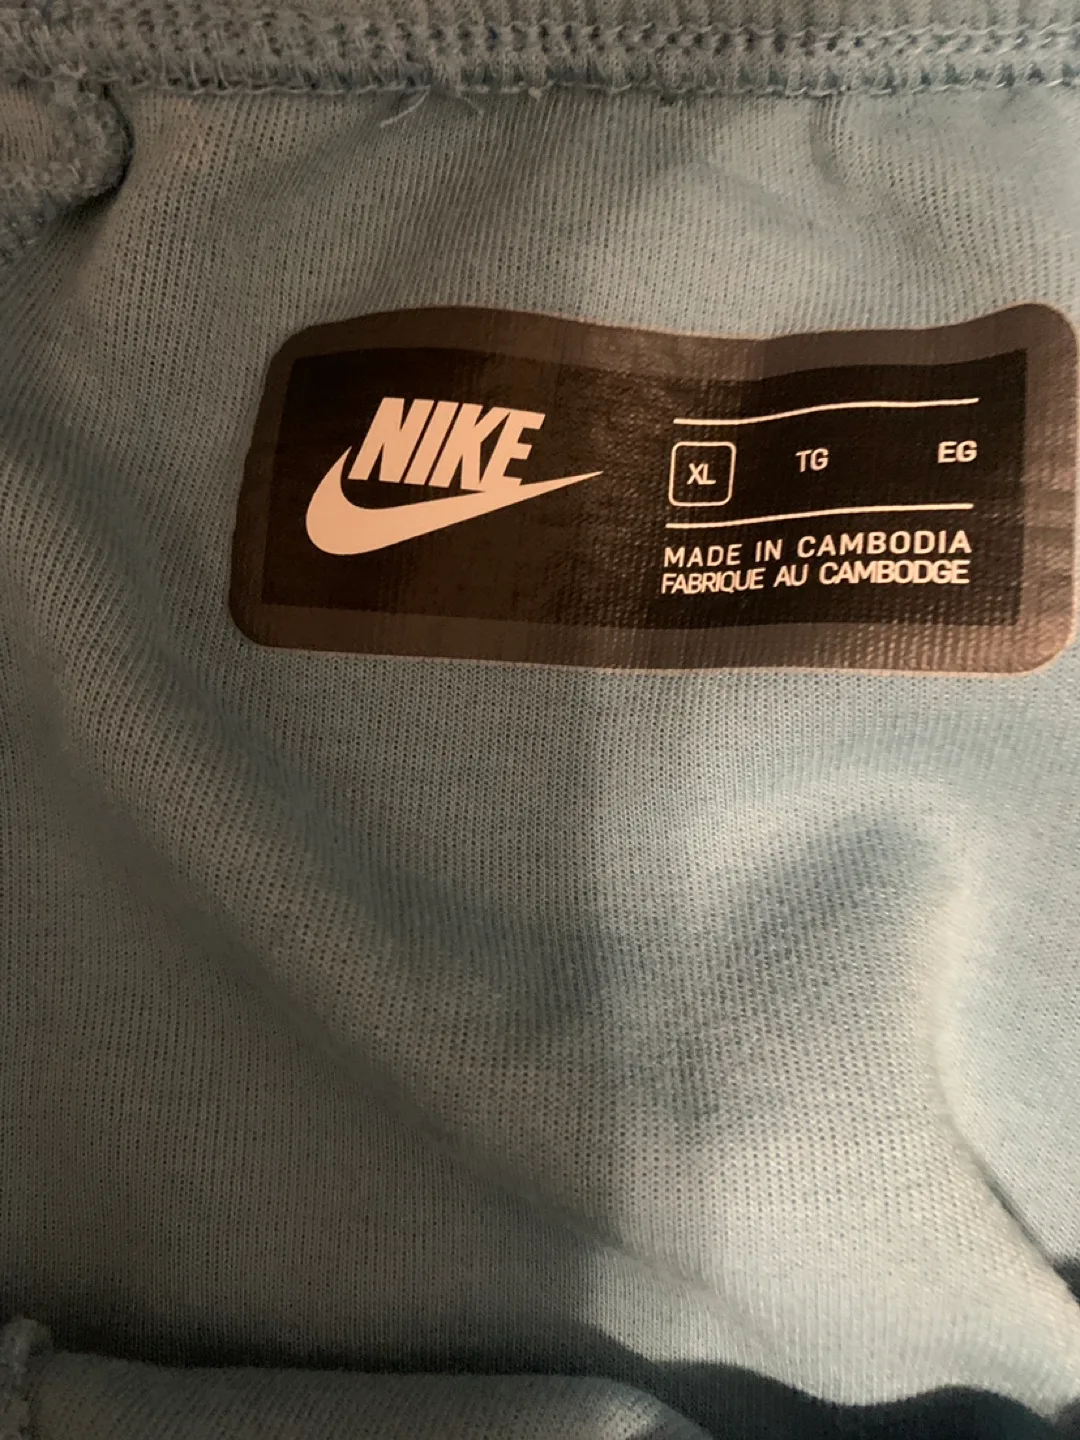 NIKE
XL TG EG
MADE IN CAMBODIA
FABRIQUE AU CAMBODGE